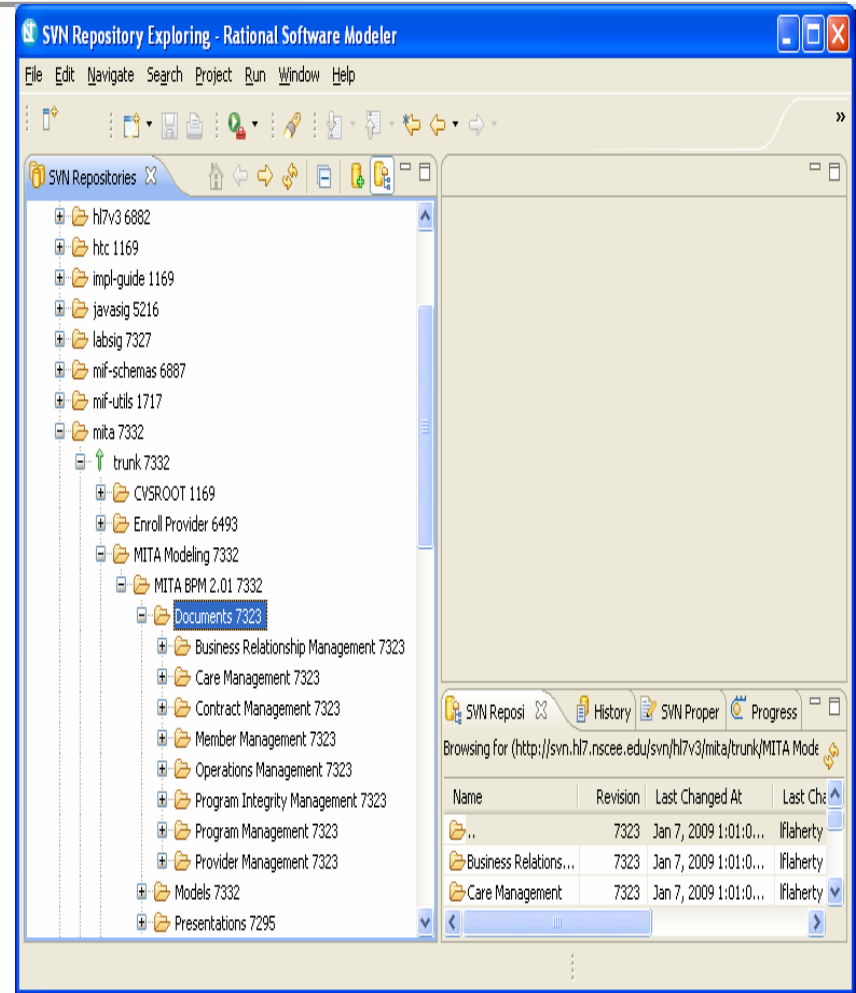 SVN Repository Exploring - Rational Software Modeler
File Edit Navigate Search Project Run Window Help
»
SVN Repositories
hl7v3 6882
htc 1169
impl-guide 1169
javasig 5216
labsig 7327
mif-schemas 6887
mif-utils 1717
mita 7332
trunk 7332
CVSROOT 1169
Enroll Provider 6493
MITA Modeling 7332
MITA BPM 2.01 7332
Documents 7323
Business Relationship Management 7323
Care Management 7323
Contract Management 7323
Member Management 7323
Operations Management 7323
Program Integrity Management 7323
Program Management 7323
Provider Management 7323
Models 7332
Presentations 7295
SVN Reposi History SVN Proper Progress
Browsing for (http://svn.hl7.nscee.edu/svn/hl7v3/mita/trunk/MITA Mode
Name Revision Last Changed At Last Cha
.. 7323 Jan 7, 2009 1:01:0... lflaherty
Business Relations... 7323 Jan 7, 2009 1:01:0... lflaherty
Care Management 7323 Jan 7, 2009 1:01:0... lflaherty